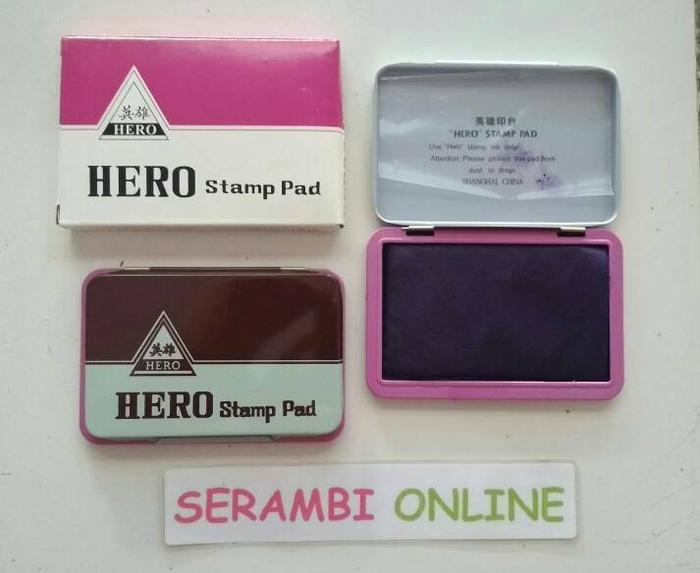 英雄
HERO
HERO Stamp Pad
英雄印台
"HERO" STAMP PAD
Use "Hero" stamp ink only.
Attention: Please protect this pad from
dust or drops
SHANGHAI CHINA
英雄
HERO
HERO Stamp Pad
SERAMBI ONLINE